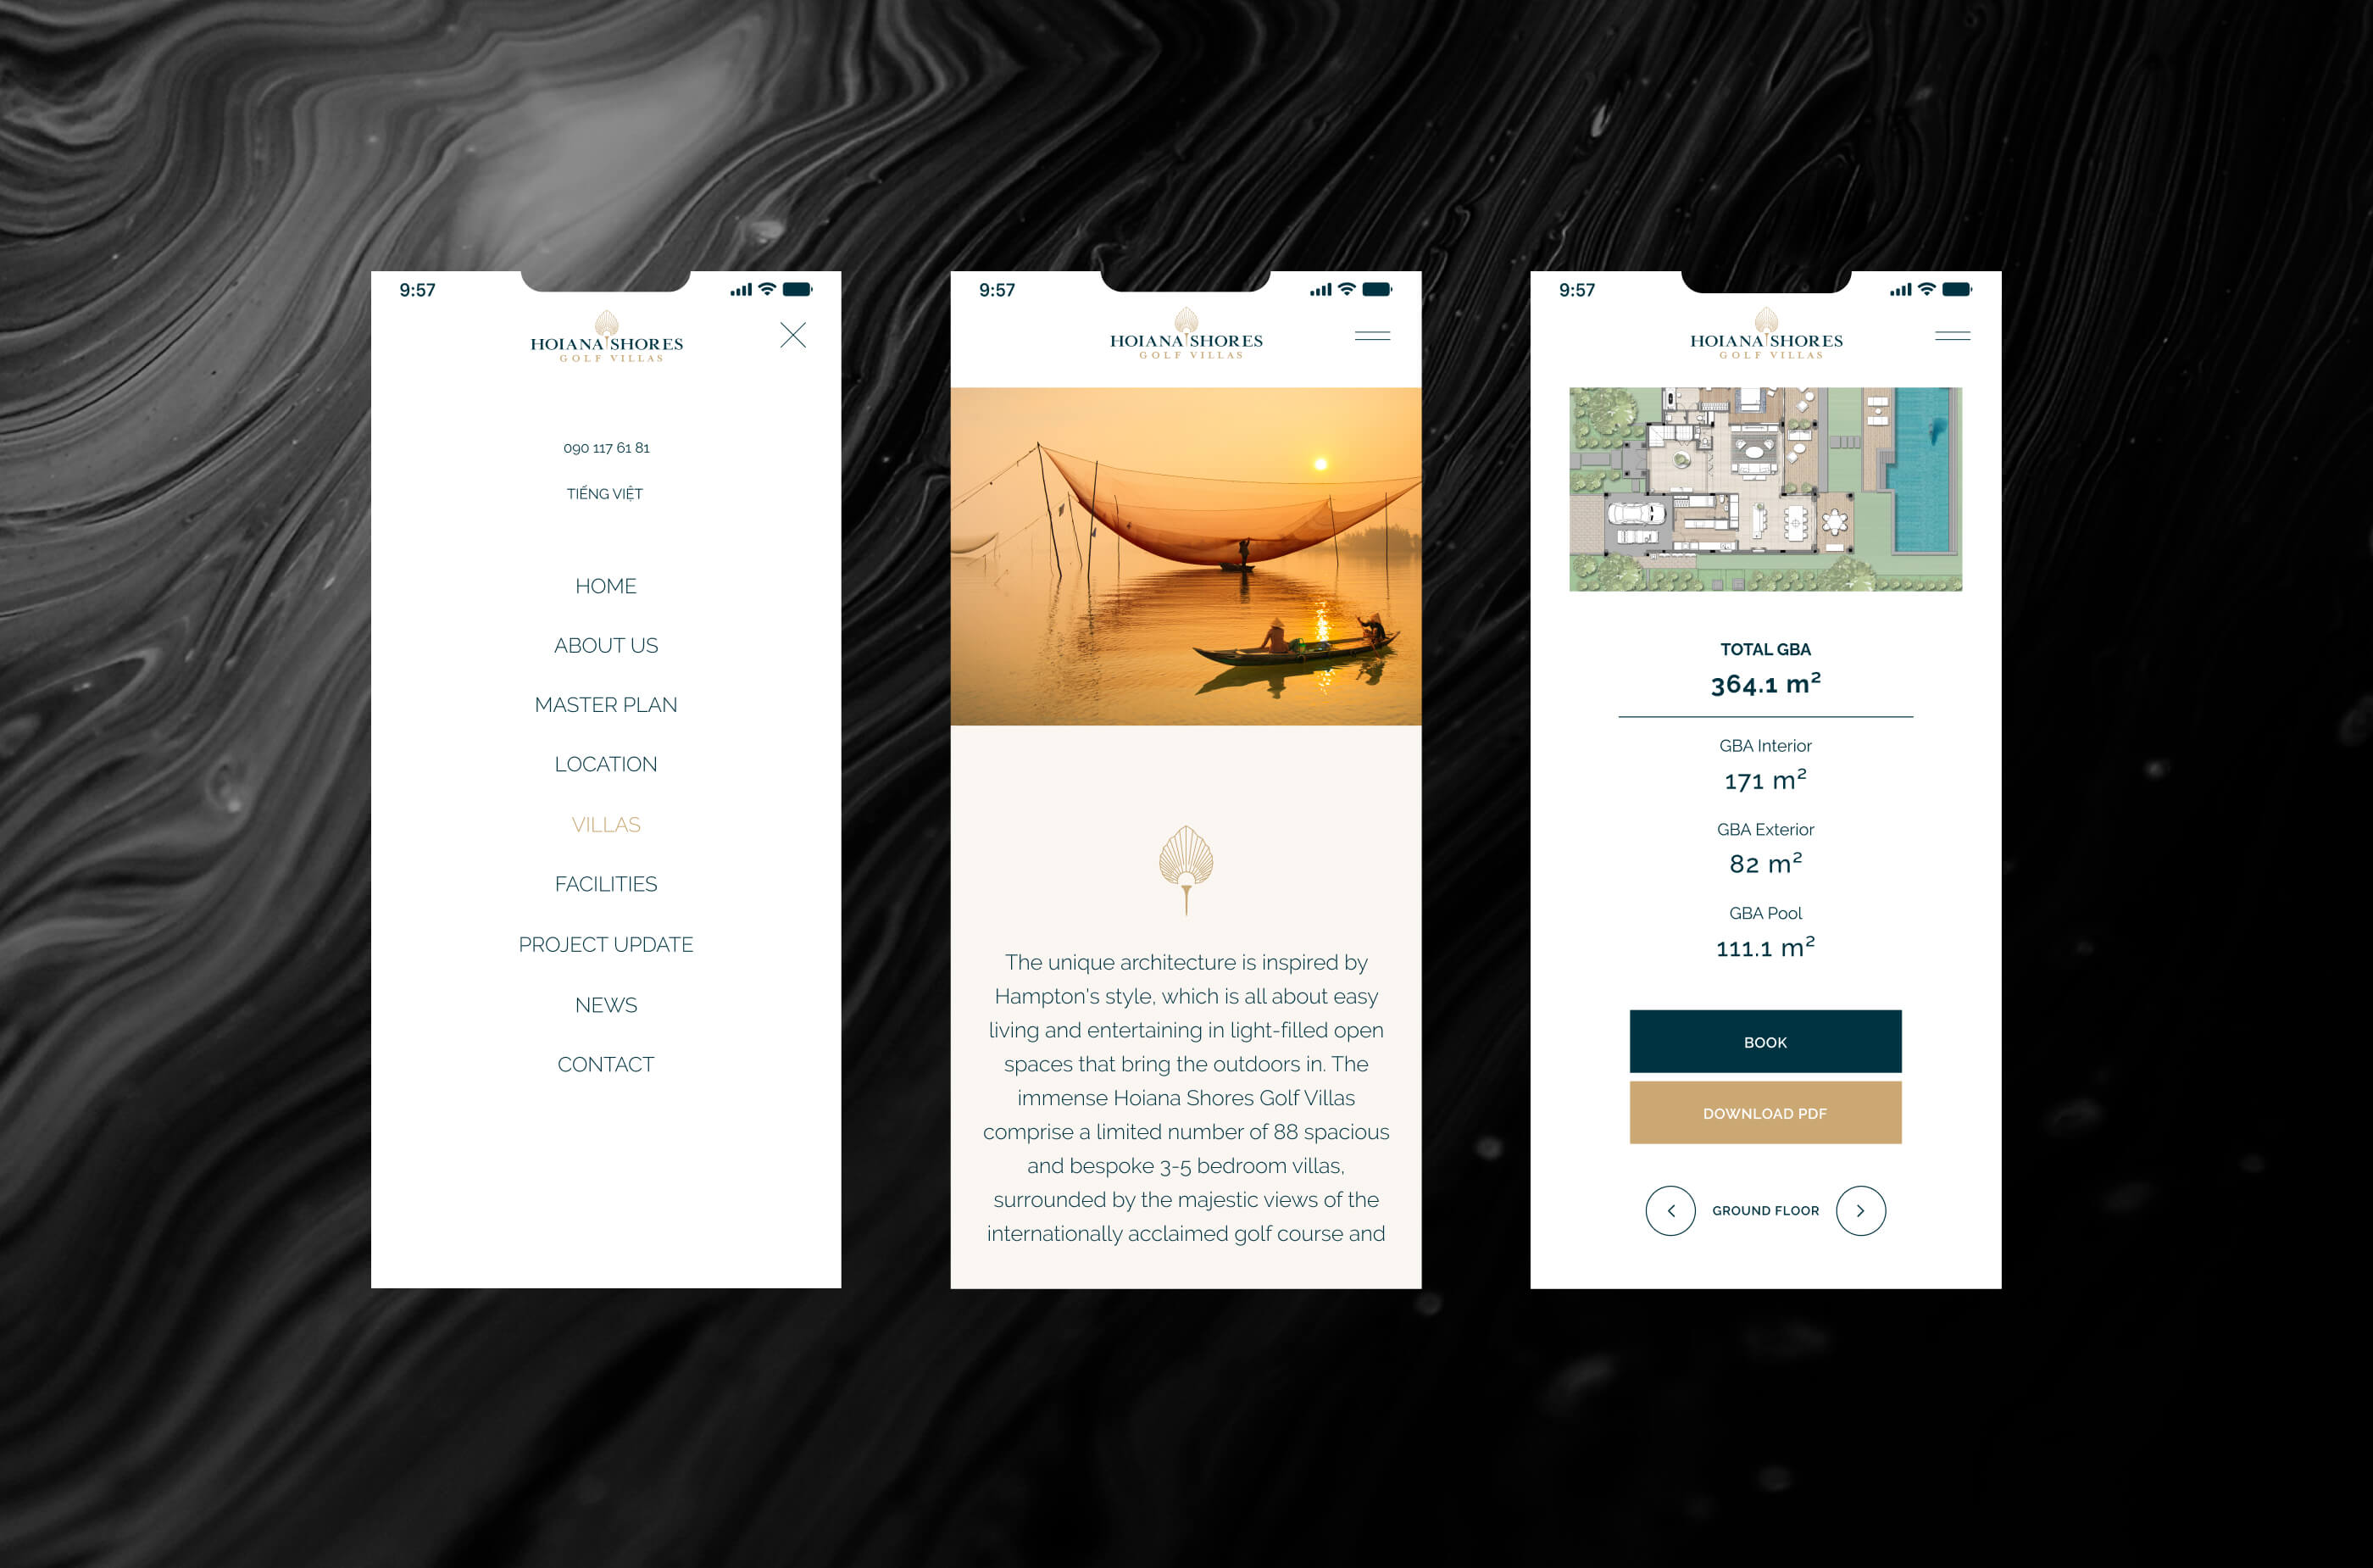 9:57
HOIANA SHORES
GOLF VILLAS
090 117 61 81
TIẾNG VIỆT
HOME
ABOUT US
MASTER PLAN
LOCATION
VILLAS
FACILITIES
PROJECT UPDATE
NEWS
CONTACT
9:57
HOIANA SHORES
GOLF VILLAS
The unique architecture is inspired by
Hampton's style, which is all about easy
living and entertaining in light-filled open
spaces that bring the outdoors in. The
immense Hoiana Shores Golf Villas
comprise a limited number of 88 spacious
and bespoke 3-5 bedroom villas,
surrounded by the majestic views of the
internationally acclaimed golf course and
9:57
HOIANA SHORES
GOLF VILLAS
TOTAL GBA
364.1 m²
GBA Interior
171 m²
GBA Exterior
82 m²
GBA Pool
111.1 m²
BOOK
DOWNLOAD PDF
GROUND FLOOR